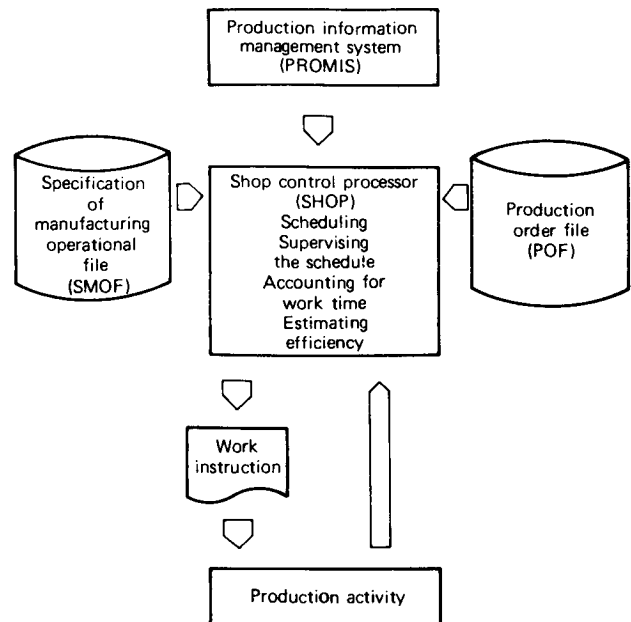 Production information
management system
(PROMIS)
Specification
of
manufacturing
operational
file
(SMOF)
Shop control processor
(SHOP)
Scheduling
Supervising
the schedule
Accounting for
work time
Estimating
efficiency
Production
order file
(POF)
Work
instruction
Production activity